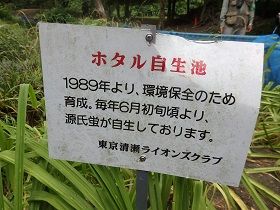 ホタル自生池
1989年より、環境保全のため
育成。毎年6月初旬頃より、
源氏蛍が自生しております。
東京清瀬ライオンズクラブ